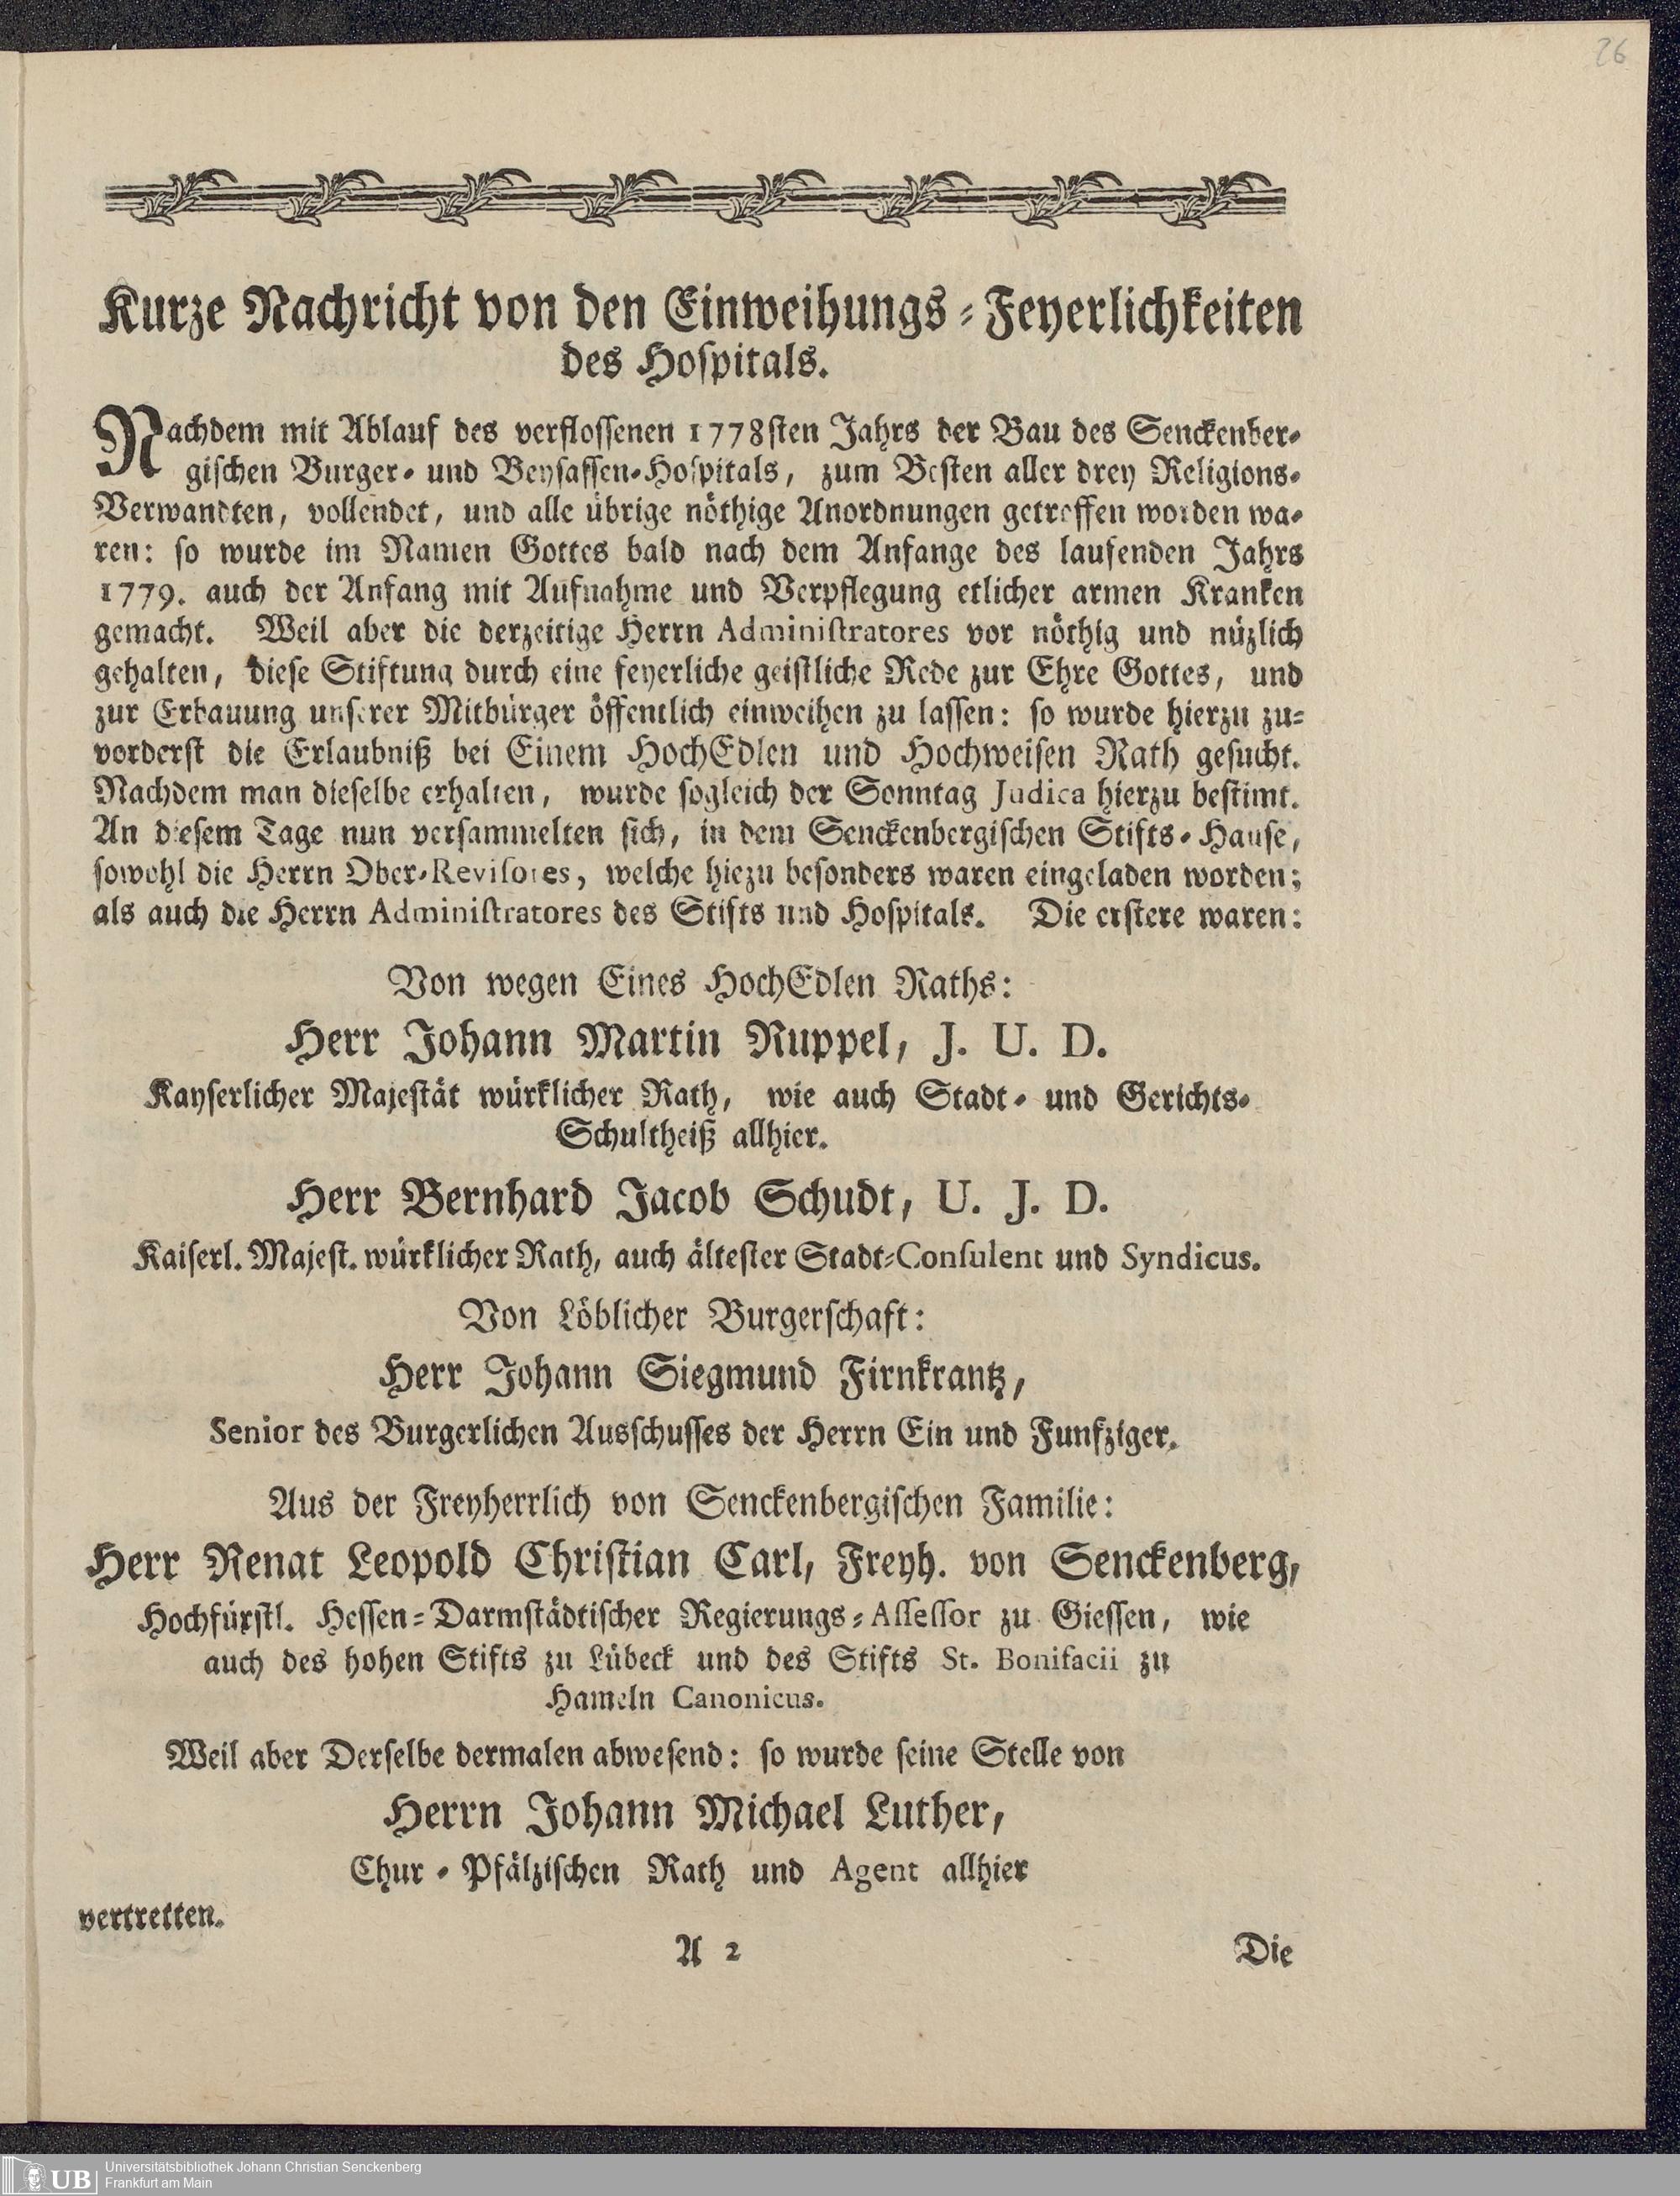 26
Kurze Nachricht von den Einweihungs-Feyerlichkeiten
des Hoſpitals.
Nachdem mit Ablauf des verfloſſenen 1778ſten Jahrs der Bau des Senckenber-
giſchen Burger- und Beyſaſſen-Hoſpitals, zum Beſten aller drey Religions-
Verwandten, vollendet, und alle übrige nöthige Anordnungen getroffen worden wa-
ren: ſo wurde im Namen Gottes bald nach dem Anfange des laufenden Jahrs
1779. auch der Anfang mit Aufnahme und Verpflegung etlicher armen Kranken
gemacht. Weil aber die derzeitige Herrn Adminiſtratores vor nöthig und nüzlich
gehalten, dieſe Stiftung durch eine feyerliche geiſtliche Rede zur Ehre Gottes, und
zur Erbauung unſerer Mitbürger öffentlich einweihen zu laſſen: ſo wurde hierzu zu-
vorderſt die Erlaubniß bei Einem HochEdlen und Hochweiſen Rath geſucht.
Nachdem man dieſelbe erhalten, wurde ſogleich der Sonntag Judica hierzu beſtimt.
An dieſem Tage nun verſammelten ſich, in dem Senckenbergiſchen Stifts-Hauſe,
ſowohl die Herrn Ober-Reviſores, welche hiezu beſonders waren eingeladen worden;
als auch die Herrn Adminiſtratores des Stifts und Hoſpitals. Die erſtere waren:
Von wegen Eines HochEdlen Raths:
Herr Johann Martin Ruppel, J. U. D.
Kayſerlicher Majeſtät würklicher Rath, wie auch Stadt- und Gerichts-
Schultheiß allhier.
Herr Bernhard Jacob Schudt, U. J. D.
Kaiſerl. Majeſt. würklicher Rath, auch älteſter Stadt-Conſulent und Syndicus.
Von Löblicher Burgerſchaft:
Herr Johann Siegmund Firnkrantz,
Senior des Burgerlichen Ausſchuſſes der Herrn Ein und Funfziger.
Aus der Freyherrlich von Senckenbergiſchen Familie:
Herr Renat Leopold Chriſtian Carl, Freyh. von Senckenberg,
Hochfürſtl. Heſſen-Darmſtädtiſcher Regierungs-Aſſeſſor zu Gieſſen, wie
auch des hohen Stifts zu Lübeck und des Stifts St. Bonifacii zu
Hameln Canonicus.
Weil aber Derſelbe dermalen abweſend: ſo wurde ſeine Stelle von
Herrn Johann Michael Luther,
Chur-Pfälziſchen Rath und Agent allhier
vertretten.
A 2 Die
UB Universitätsbibliothek Johann Christian Senckenberg
Frankfurt am Main